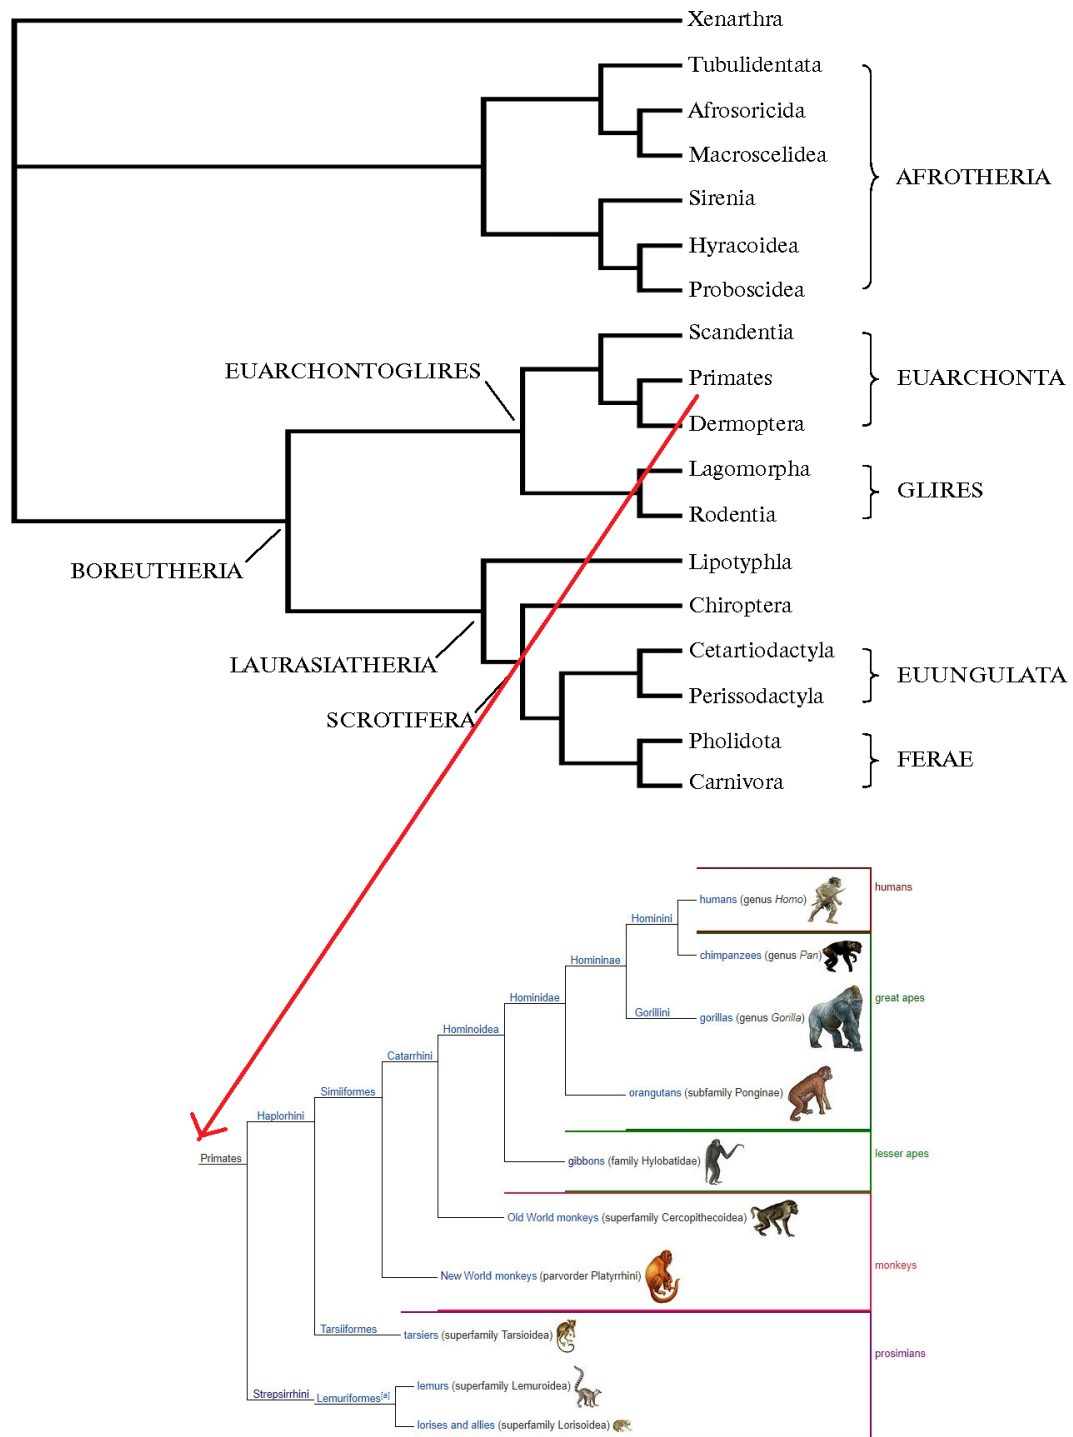 Xenarthra
Tubulidentata
Afrosoricida
Macroscelidea
AFROTHERIA
Sirenia
Hyracoidea
Proboscidea
Scandentia
EUARCHONTOGLIRES
Primates
EUARCHONTA
Dermoptera
Lagomorpha
GLIRES
Rodentia
Lipotyphla
BOREUTHERIA
Chiroptera
Cetartiodactyla
LAURASIATHERIA
EUUNGULATA
Perissodactyla
SCROTIFERA
Pholidota
FERAE
Carnivora
humans
humans (genus Homo)
Hominini
chimpanzees (genus Pan)
Homininae
great apes
Hominidae
Gorillini
gorillas (genus Gorilla)
Hominoidea
Catarrhini
Simiiformes
orangutans (subfamily Ponginae)
Haplorhini
lesser apes
Primates
gibbons (family Hylobatidae)
Old World monkeys (superfamily Cercopithecoidea)
monkeys
New World monkeys (parvorder Platyrrhini)
Tarsiiformes
tarsiers (superfamily Tarsioidea)
prosimians
lemurs (superfamily Lemuroidea)
Strepsirrhini
Lemuriformes[a]
lorises and allies (superfamily Lorisoidea)